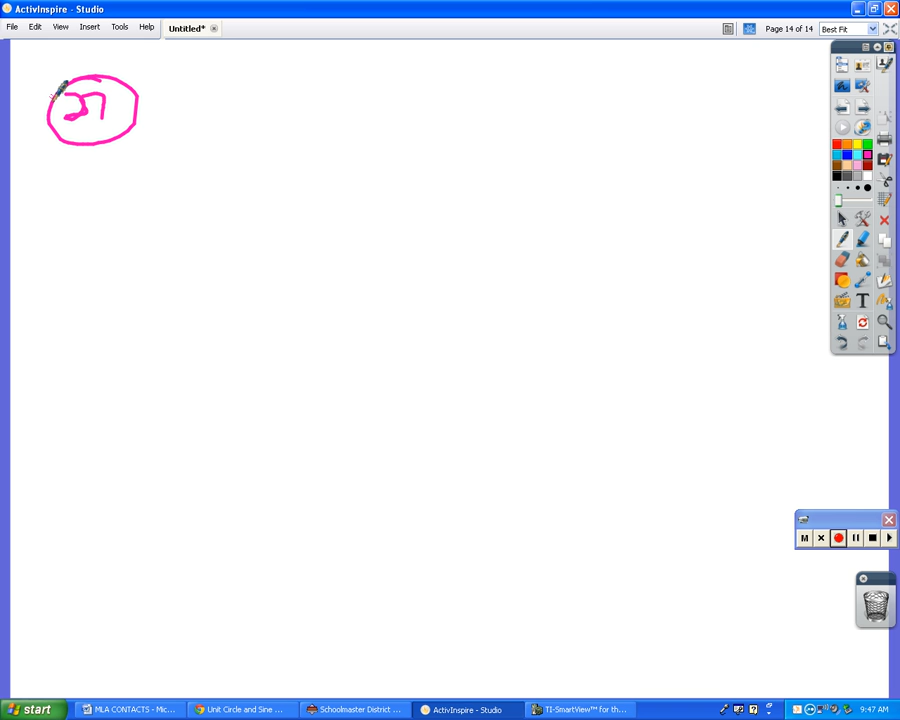 ActivInspire - Studio
File Edit View Insert Tools Help Untitled* Page 14 of 14 Best Fit
27
T
M
start MLA CONTACTS - Mic... Unit Circle and Sine ... Schoolmaster District ... ActivInspire - Studio TI-SmartView™ for th... 9:47 AM